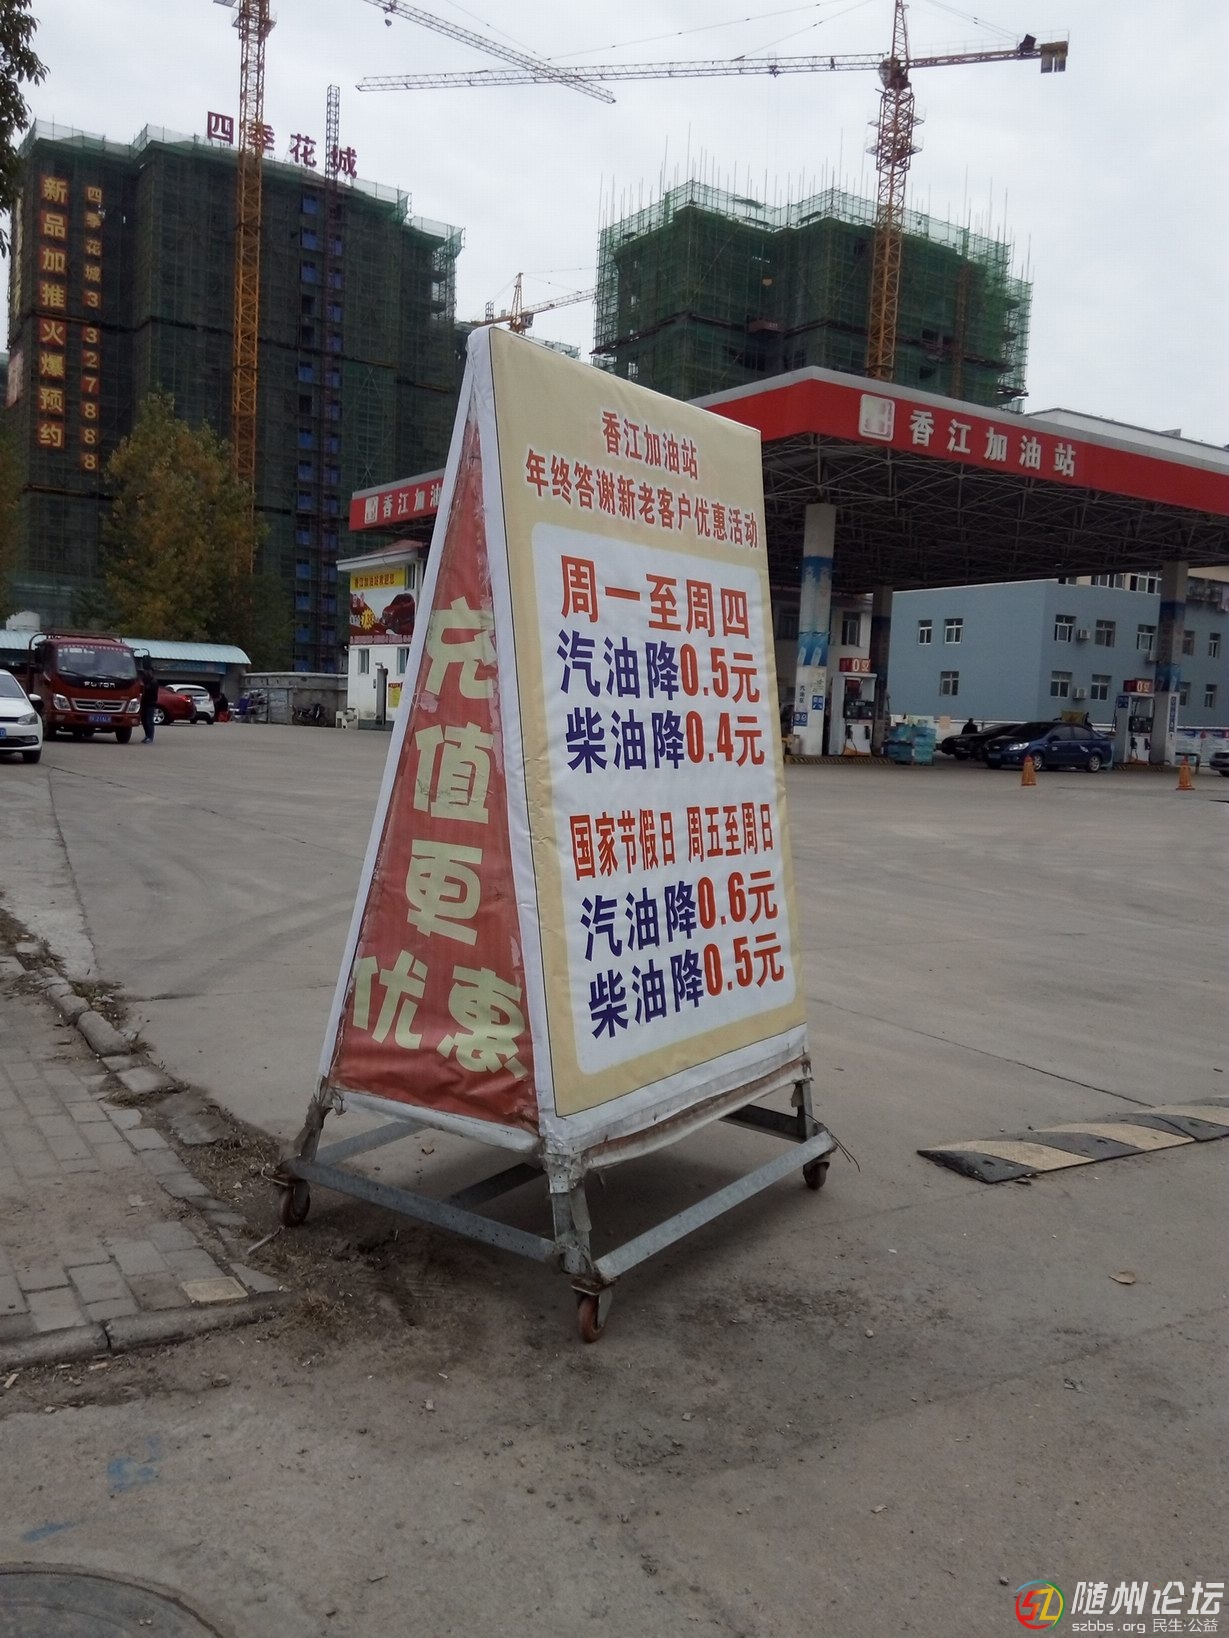 四季花城
新品加推火爆预约
四季花城3327888
香江加油站
年终答谢新老客户优惠活动
周一至周四
汽油降0.5元
柴油降0.4元
国家节假日 周五至周日
汽油降0.6元
柴油降0.5元
充值更优惠
香江加油站
香江加油
随州论坛
szbbs.org 民生·公益